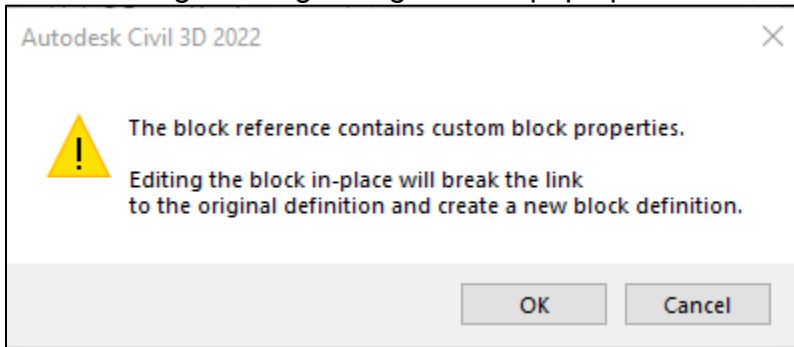 Autodesk Civil 3D 2022
The block reference contains custom block properties.
Editing the block in-place will break the link
to the original definition and create a new block definition.
OK
Cancel